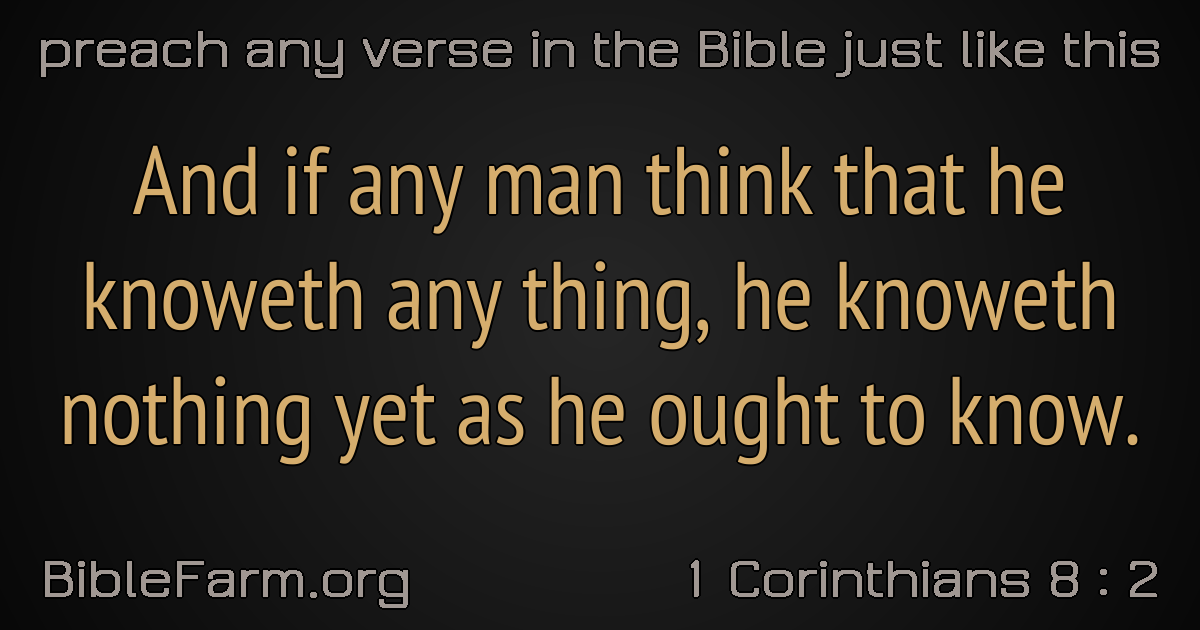 preach any verse in the Bible just like this
And if any man think that he
knoweth any thing, he knoweth
nothing yet as he ought to know.
BibleFarm.org
1 Corinthians 8 : 2